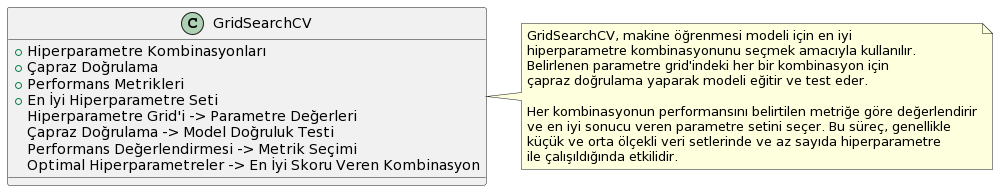 C GridSearchCV
Hiperparametre Kombinasyonları
Çapraz Doğrulama
Performans Metrikleri
En İyi Hiperparametre Seti
Hiperparametre Grid'i -> Parametre Değerleri
Çapraz Doğrulama -> Model Doğruluk Testi
Performans Değerlendirmesi -> Metrik Seçimi
Optimal Hiperparametreler -> En İyi Skoru Veren Kombinasyon
GridSearchCV, makine öğrenmesi modeli için en iyi
hiperparametre kombinasyonunu seçmek amacıyla kullanılır.
Belirlenen parametre grid'indeki her bir kombinasyon için
çapraz doğrulama yaparak modeli eğitir ve test eder.
Her kombinasyonun performansını belirtilen metriğe göre değerlendirir
ve en iyi sonucu veren parametre setini seçer. Bu süreç, genellikle
küçük ve orta ölçekli veri setlerinde ve az sayıda hiperparametre
ile çalışıldığında etkilidir.